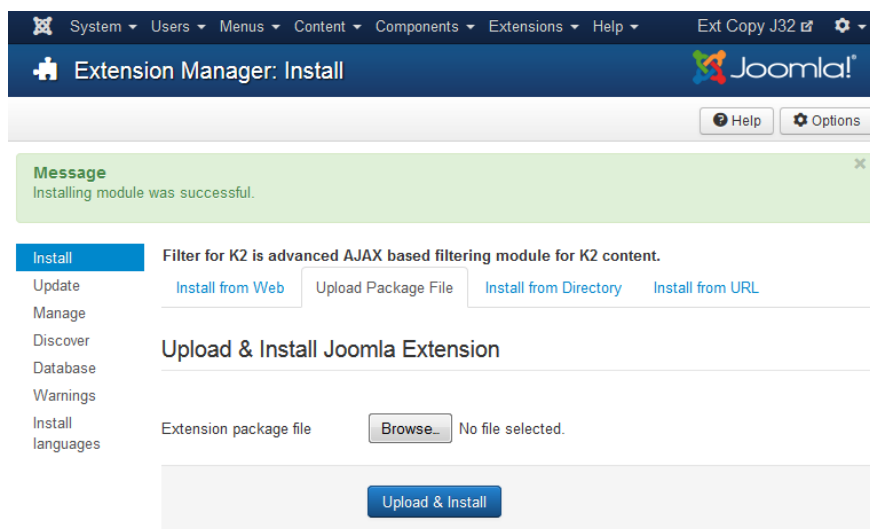 System Users Menus Content Components Extensions Help Ext Copy J32
Extension Manager: Install Joomla!®
Help Options
Message
Installing module was successful.
Install
Update
Manage
Discover
Database
Warnings
Install
languages
Filter for K2 is advanced AJAX based filtering module for K2 content.
Install from Web Upload Package File Install from Directory Install from URL
Upload & Install Joomla Extension
Extension package file Browse... No file selected.
Upload & Install